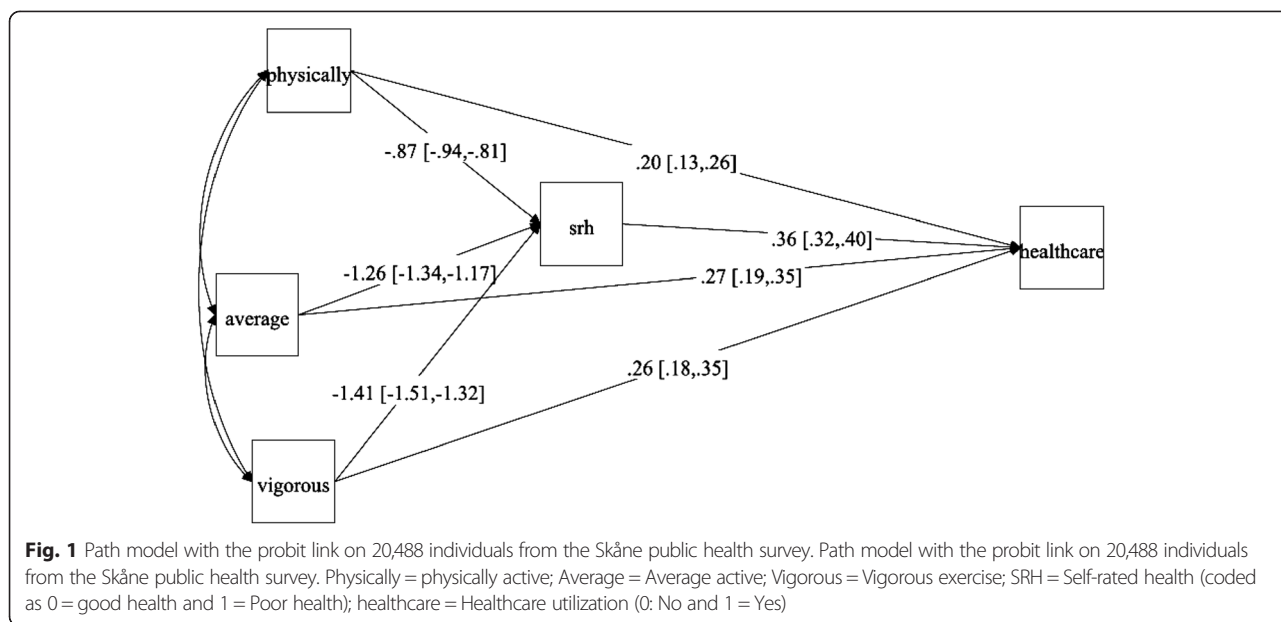 physically
-.87 [-.94,-.81]
.20 [.13,.26]
srh
.36 [.32,.40]
healthcare
-1.26 [-1.34,-1.17]
.27 [.19,.35]
average
.26 [.18,.35]
-1.41 [-1.51,-1.32]
vigorous
Fig. 1 Path model with the probit link on 20,488 individuals from the Skåne public health survey. Path model with the probit link on 20,488 individuals
from the Skåne public health survey. Physically = physically active; Average = Average active; Vigorous = Vigorous exercise; SRH = Self-rated health (coded
as 0 = good health and 1 = Poor health); healthcare = Healthcare utilization (0: No and 1 = Yes)